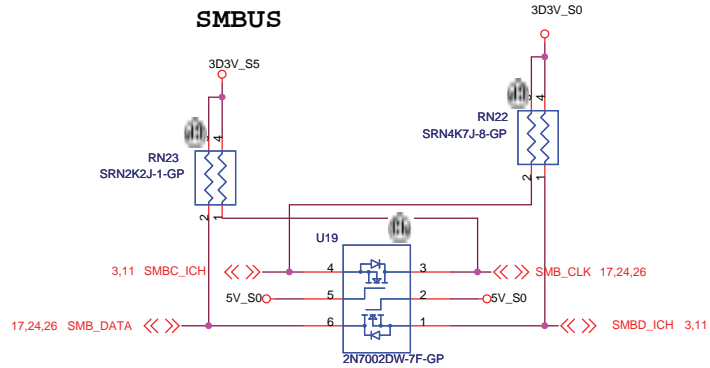 SMBUS
3D3V_S0
3D3V_S5
4
4
RN22
SRN4K7J-8-GP
RN23
SRN2K2J-1-GP
2
1
2
1
U19
3,11 SMBC_ICH
4
3
SMB_CLK 17,24,26
5V_S0
5
2
5V_S0
17,24,26 SMB_DATA
6
1
SMBD_ICH 3,11
2N7002DW-7F-GP